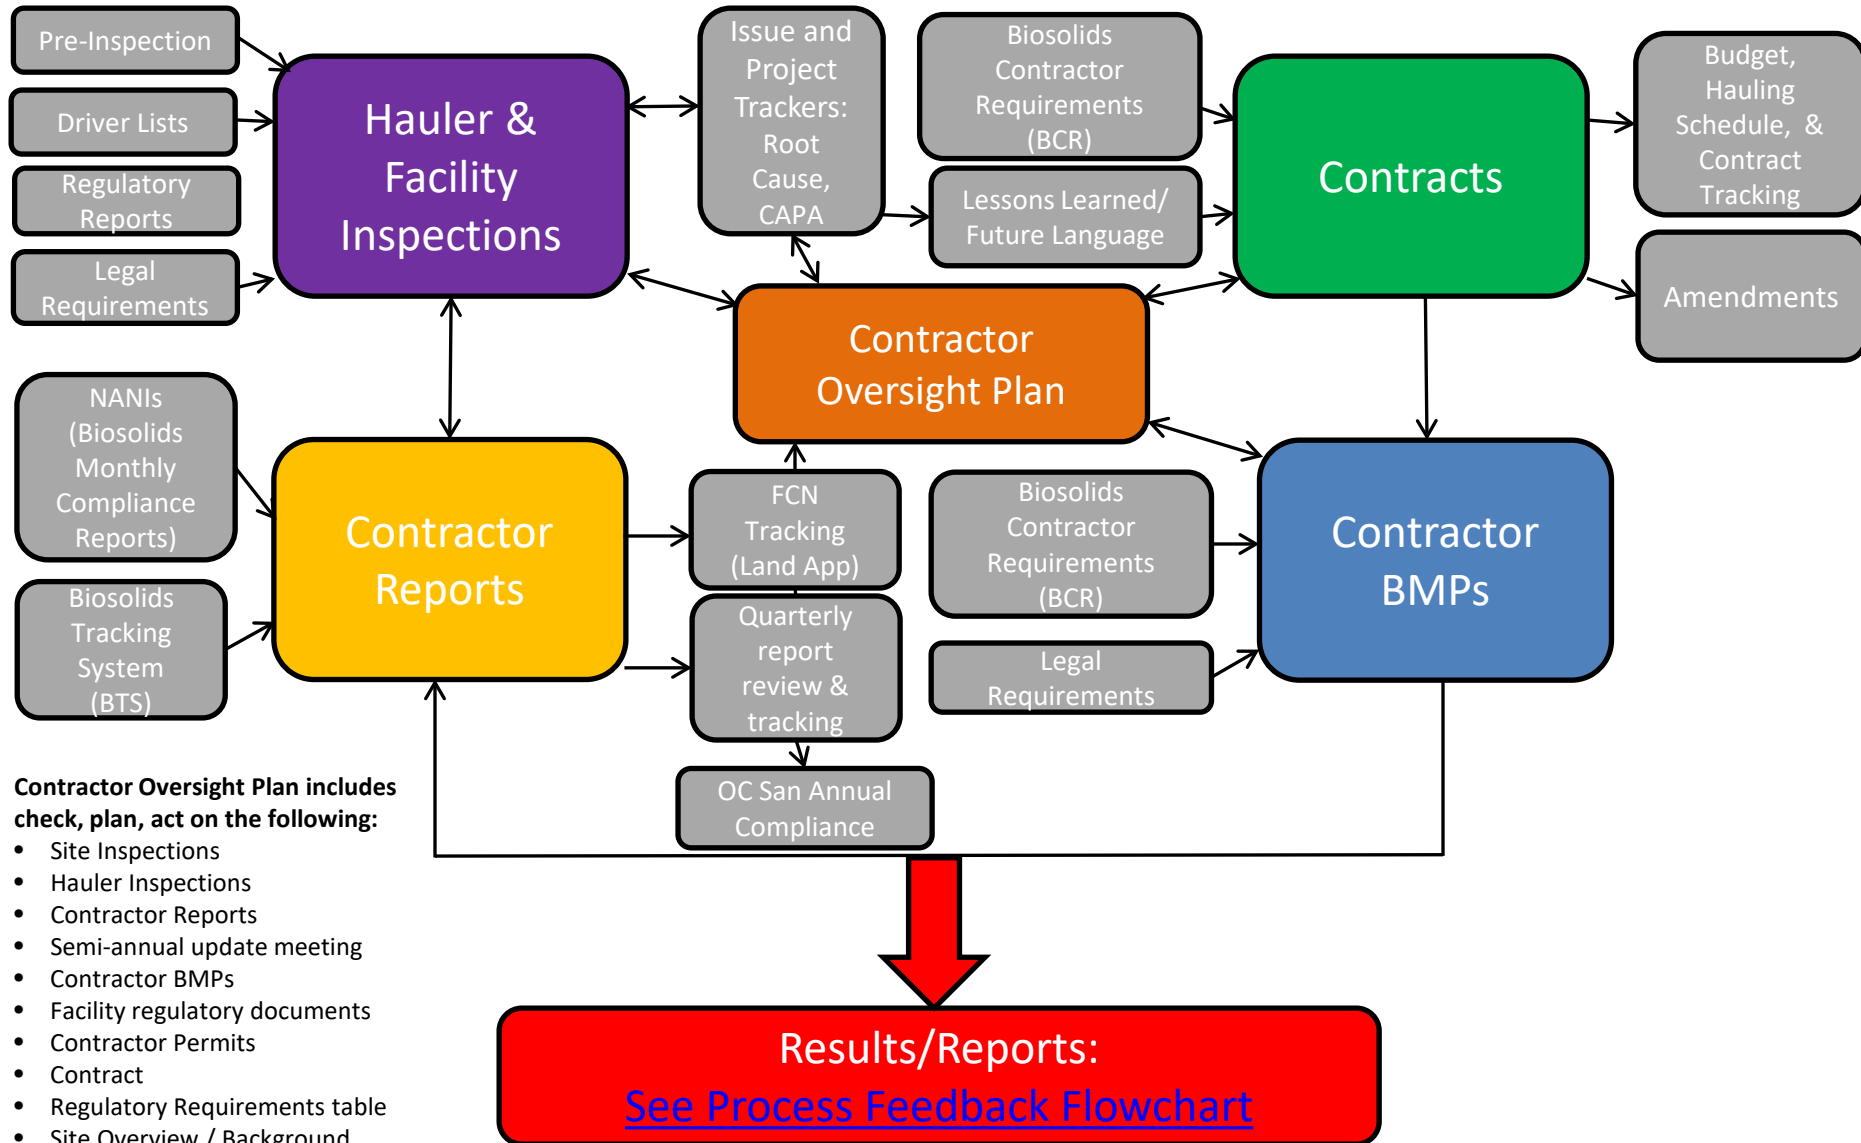 Pre-Inspection
Driver Lists
Regulatory
Reports
Legal
Requirements
Hauler &
Facility
Inspections
Issue and
Project
Trackers:
Root
Cause,
CAPA
Biosolids
Contractor
Requirements
(BCR)
Lessons Learned/
Future Language
Contracts
Budget,
Hauling
Schedule, &
Contract
Tracking
Amendments
Contractor
Oversight Plan
NANIs
(Biosolids
Monthly
Compliance
Reports)
Biosolids
Tracking
System
(BTS)
Contractor
Reports
FCN
Tracking
(Land App)
Quarterly
report
review &
tracking
OC San Annual
Compliance
Biosolids
Contractor
Requirements
(BCR)
Legal
Requirements
Contractor
BMPs
Contractor Oversight Plan includes
check, plan, act on the following:
• Site Inspections
• Hauler Inspections
• Contractor Reports
• Semi-annual update meeting
• Contractor BMPs
• Facility regulatory documents
• Contractor Permits
• Contract
• Regulatory Requirements table
• Site Overview / Background
Results/Reports:
See Process Feedback Flowchart